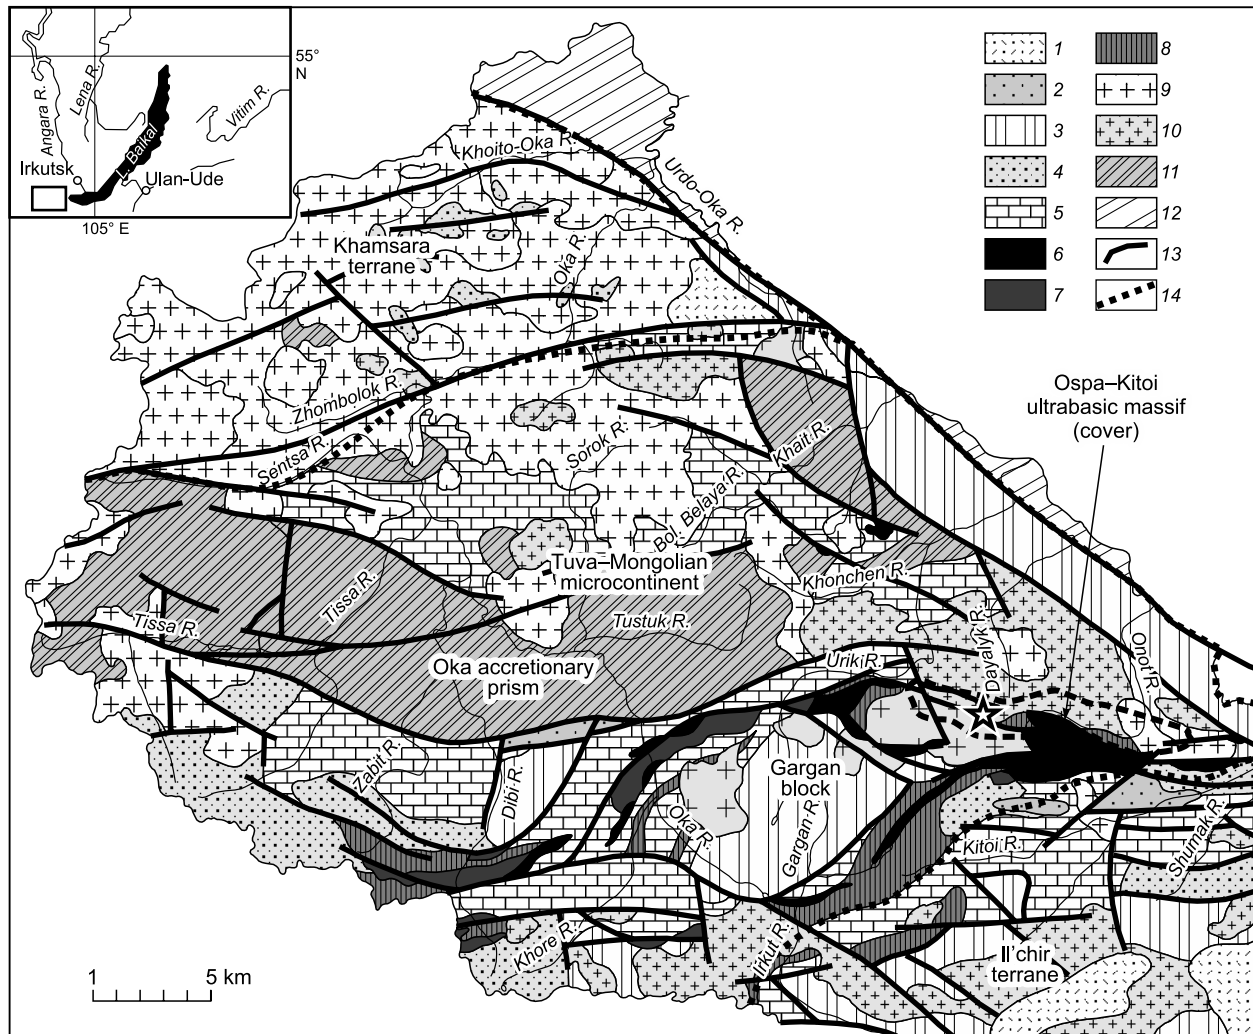 55°
N
Angara R.
Lena R.
Vitim R.
L. Baikal
Irkutsk
Ulan-Ude
105° E
1
2
3
4
5
6
7
8
9
10
11
12
13
14
Khoito-Oka R.
Urdo-Oka R.
Khamsara
terrane
Oka R.
Zhombolok R.
Sentsa R.
Sorok R.
Khait R.
Bol. Belaya R.
Ospa–Kitoi
ultrabasic massif
(cover)
Tuva–Mongolian
microcontinent
Khonchen R.
Tissa R.
Tissa R.
Tustuk R.
Dayalyk R.
Onot R.
Oka accretionary
prism
Uriki R.
Zabit R.
Dibi R.
Gargan
block
Oka R.
Gargan R.
Kitoi R.
Shumak R.
Khore R.
Irkut R.
Il'chir
terrane
1
5 km